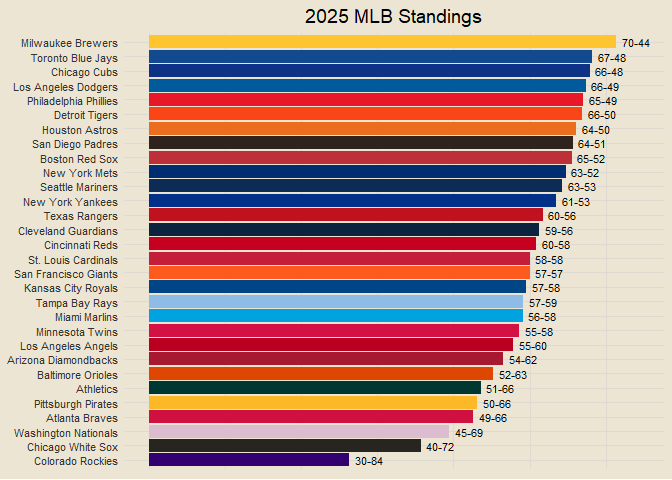 2025 MLB Standings
Milwaukee Brewers 70-44
Toronto Blue Jays 67-48
Chicago Cubs 66-48
Los Angeles Dodgers 66-49
Philadelphia Phillies 65-49
Detroit Tigers 66-50
Houston Astros 64-50
San Diego Padres 64-51
Boston Red Sox 65-52
New York Mets 63-52
Seattle Mariners 63-53
New York Yankees 61-53
Texas Rangers 60-56
Cleveland Guardians 59-56
Cincinnati Reds 60-58
St. Louis Cardinals 58-58
San Francisco Giants 57-57
Kansas City Royals 57-58
Tampa Bay Rays 57-59
Miami Marlins 56-58
Minnesota Twins 55-58
Los Angeles Angels 55-60
Arizona Diamondbacks 54-62
Baltimore Orioles 52-63
Athletics 51-66
Pittsburgh Pirates 50-66
Atlanta Braves 49-66
Washington Nationals 45-69
Chicago White Sox 40-72
Colorado Rockies 30-84